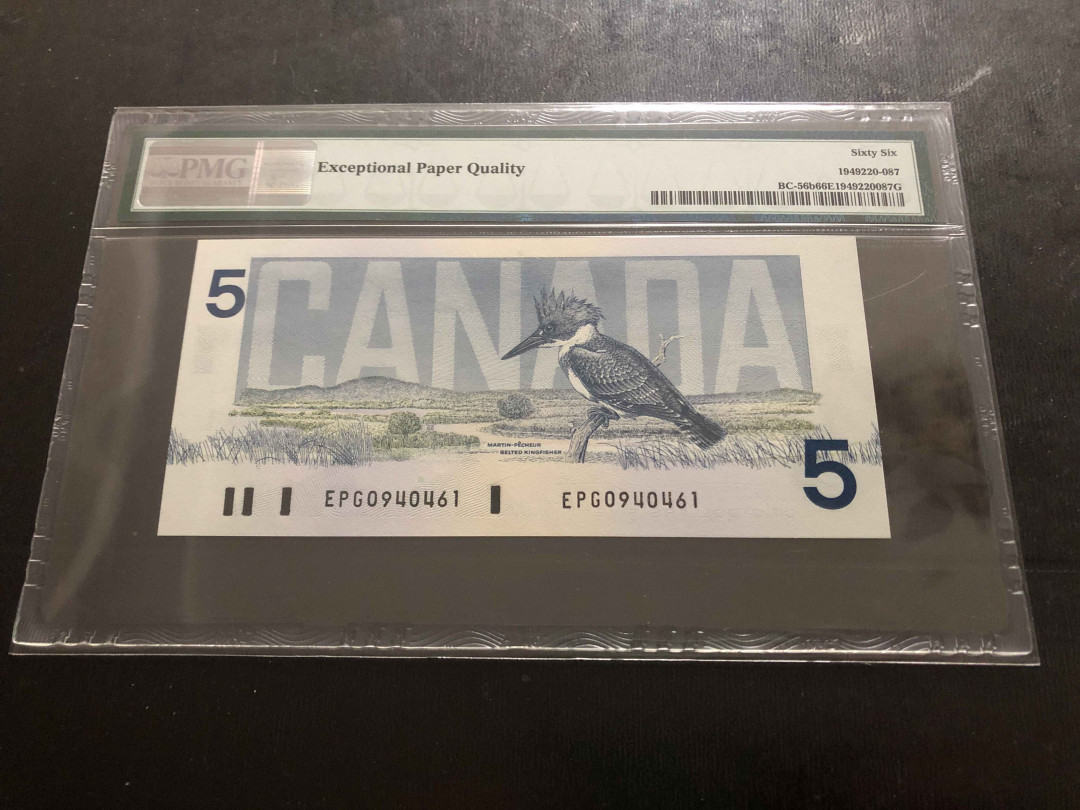 PMG
Exceptional Paper Quality
Sixty Six
1949220-087
BC-56b66E1949220087G
5
CANADA
MARTIN-PÊCHEUR
BELTED KINGFISHER
5
EPG0940461 EPG0940461